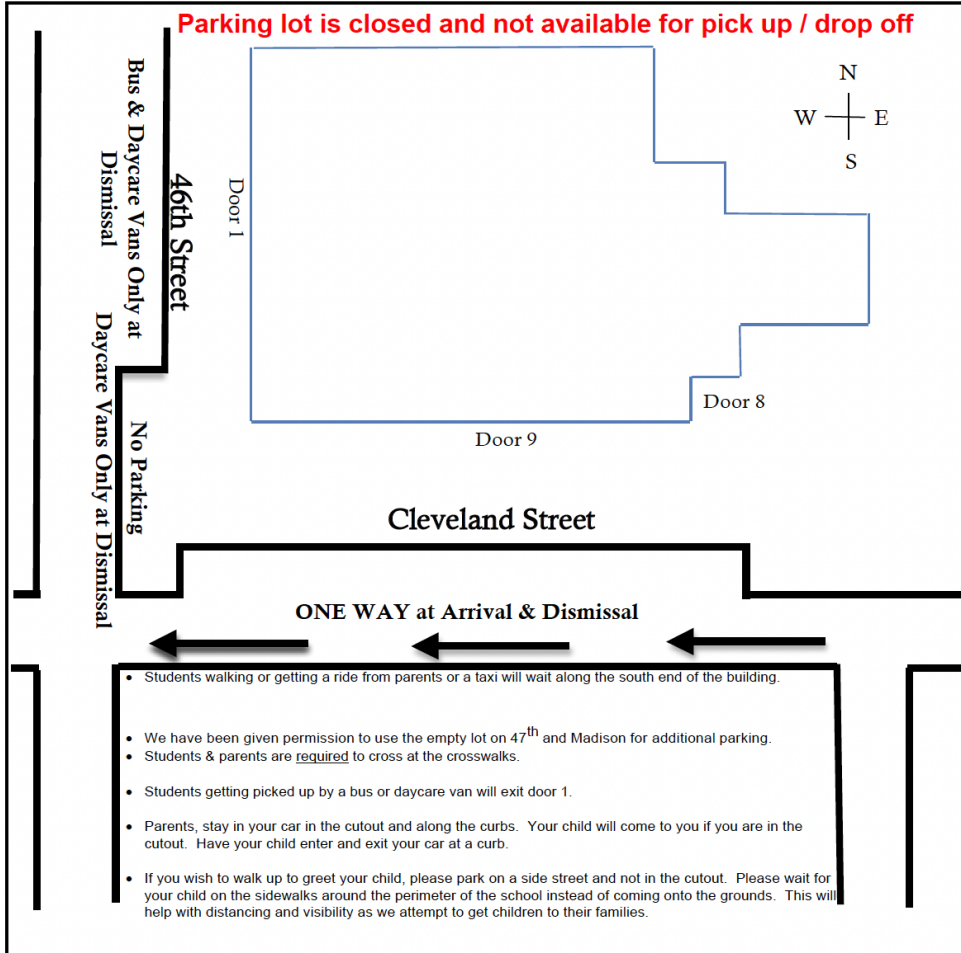 Parking lot is closed and not available for pick up / drop off
N
W E
S
Bus & Daycare Vans Only at
Dismissal
46th Street
Door 1
Daycare Vans Only at Dismissal
No Parking
Door 8
Door 9
Cleveland Street
ONE WAY at Arrival & Dismissal
• Students walking or getting a ride from parents or a taxi will wait along the south end of the building.
• We have been given permission to use the empty lot on 47th and Madison for additional parking.
• Students & parents are required to cross at the crosswalks.
• Students getting picked up by a bus or daycare van will exit door 1.
• Parents, stay in your car in the cutout and along the curbs.  Your child will come to you if you are in the
cutout.  Have your child enter and exit your car at a curb.
• If you wish to walk up to greet your child, please park on a side street and not in the cutout.  Please wait for
your child on the sidewalks around the perimeter of the school instead of coming onto the grounds.  This will
help with distancing and visibility as we attempt to get children to their families.